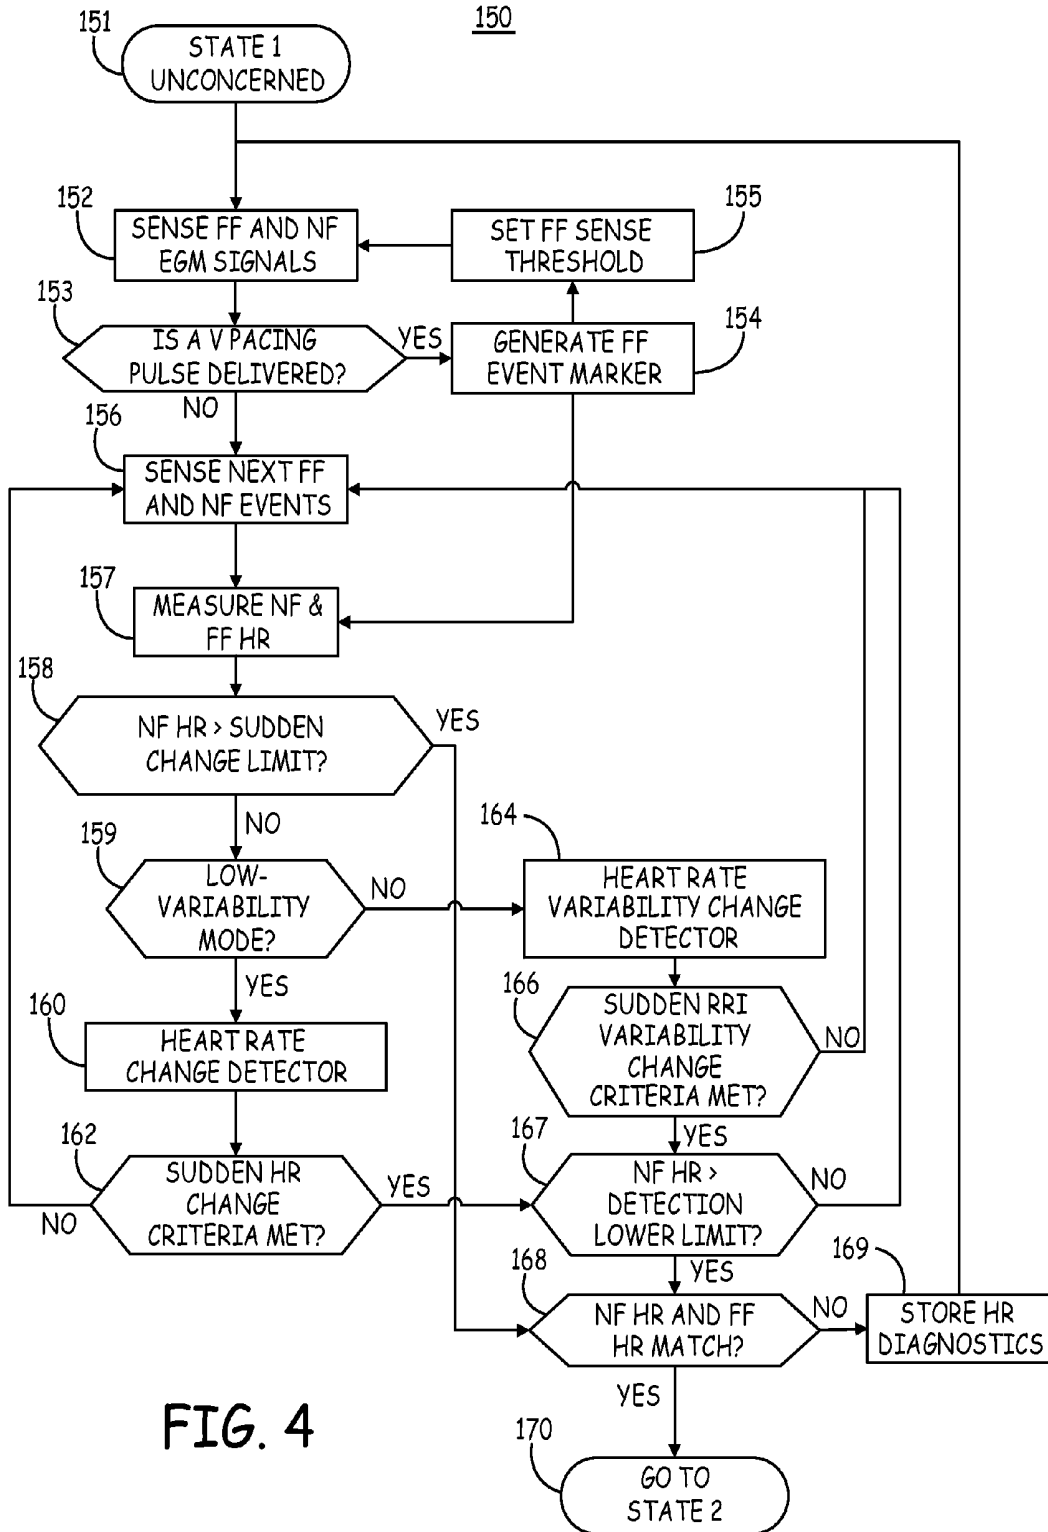 150
151
STATE 1
UNCONCERNED
152
SENSE FF AND NF
EGM SIGNALS
155
SET FF SENSE
THRESHOLD
153
IS A V PACING
PULSE DELIVERED?
YES
NO
154
GENERATE FF
EVENT MARKER
156
SENSE NEXT FF
AND NF EVENTS
157
MEASURE NF &
FF HR
158
NF HR > SUDDEN
CHANGE LIMIT?
YES
NO
159
LOW-
VARIABILITY
MODE?
NO
YES
164
HEART RATE
VARIABILITY CHANGE
DETECTOR
160
HEART RATE
CHANGE DETECTOR
166
SUDDEN RRI
VARIABILITY
CHANGE
CRITERIA MET?
NO
YES
162
SUDDEN HR
CHANGE
CRITERIA MET?
NO
YES
167
NF HR >
DETECTION
LOWER LIMIT?
NO
YES
168
NF HR AND FF
HR MATCH?
NO
YES
169
STORE HR
DIAGNOSTICS
170
GO TO
STATE 2
FIG. 4